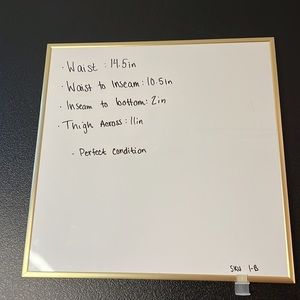 · Waist : 14.5in
· Waist to Inseam: 10.5in
· Inseam to bottom: 2in
· Thigh Across: 11in
- Perfect Condition
SKU 1-B